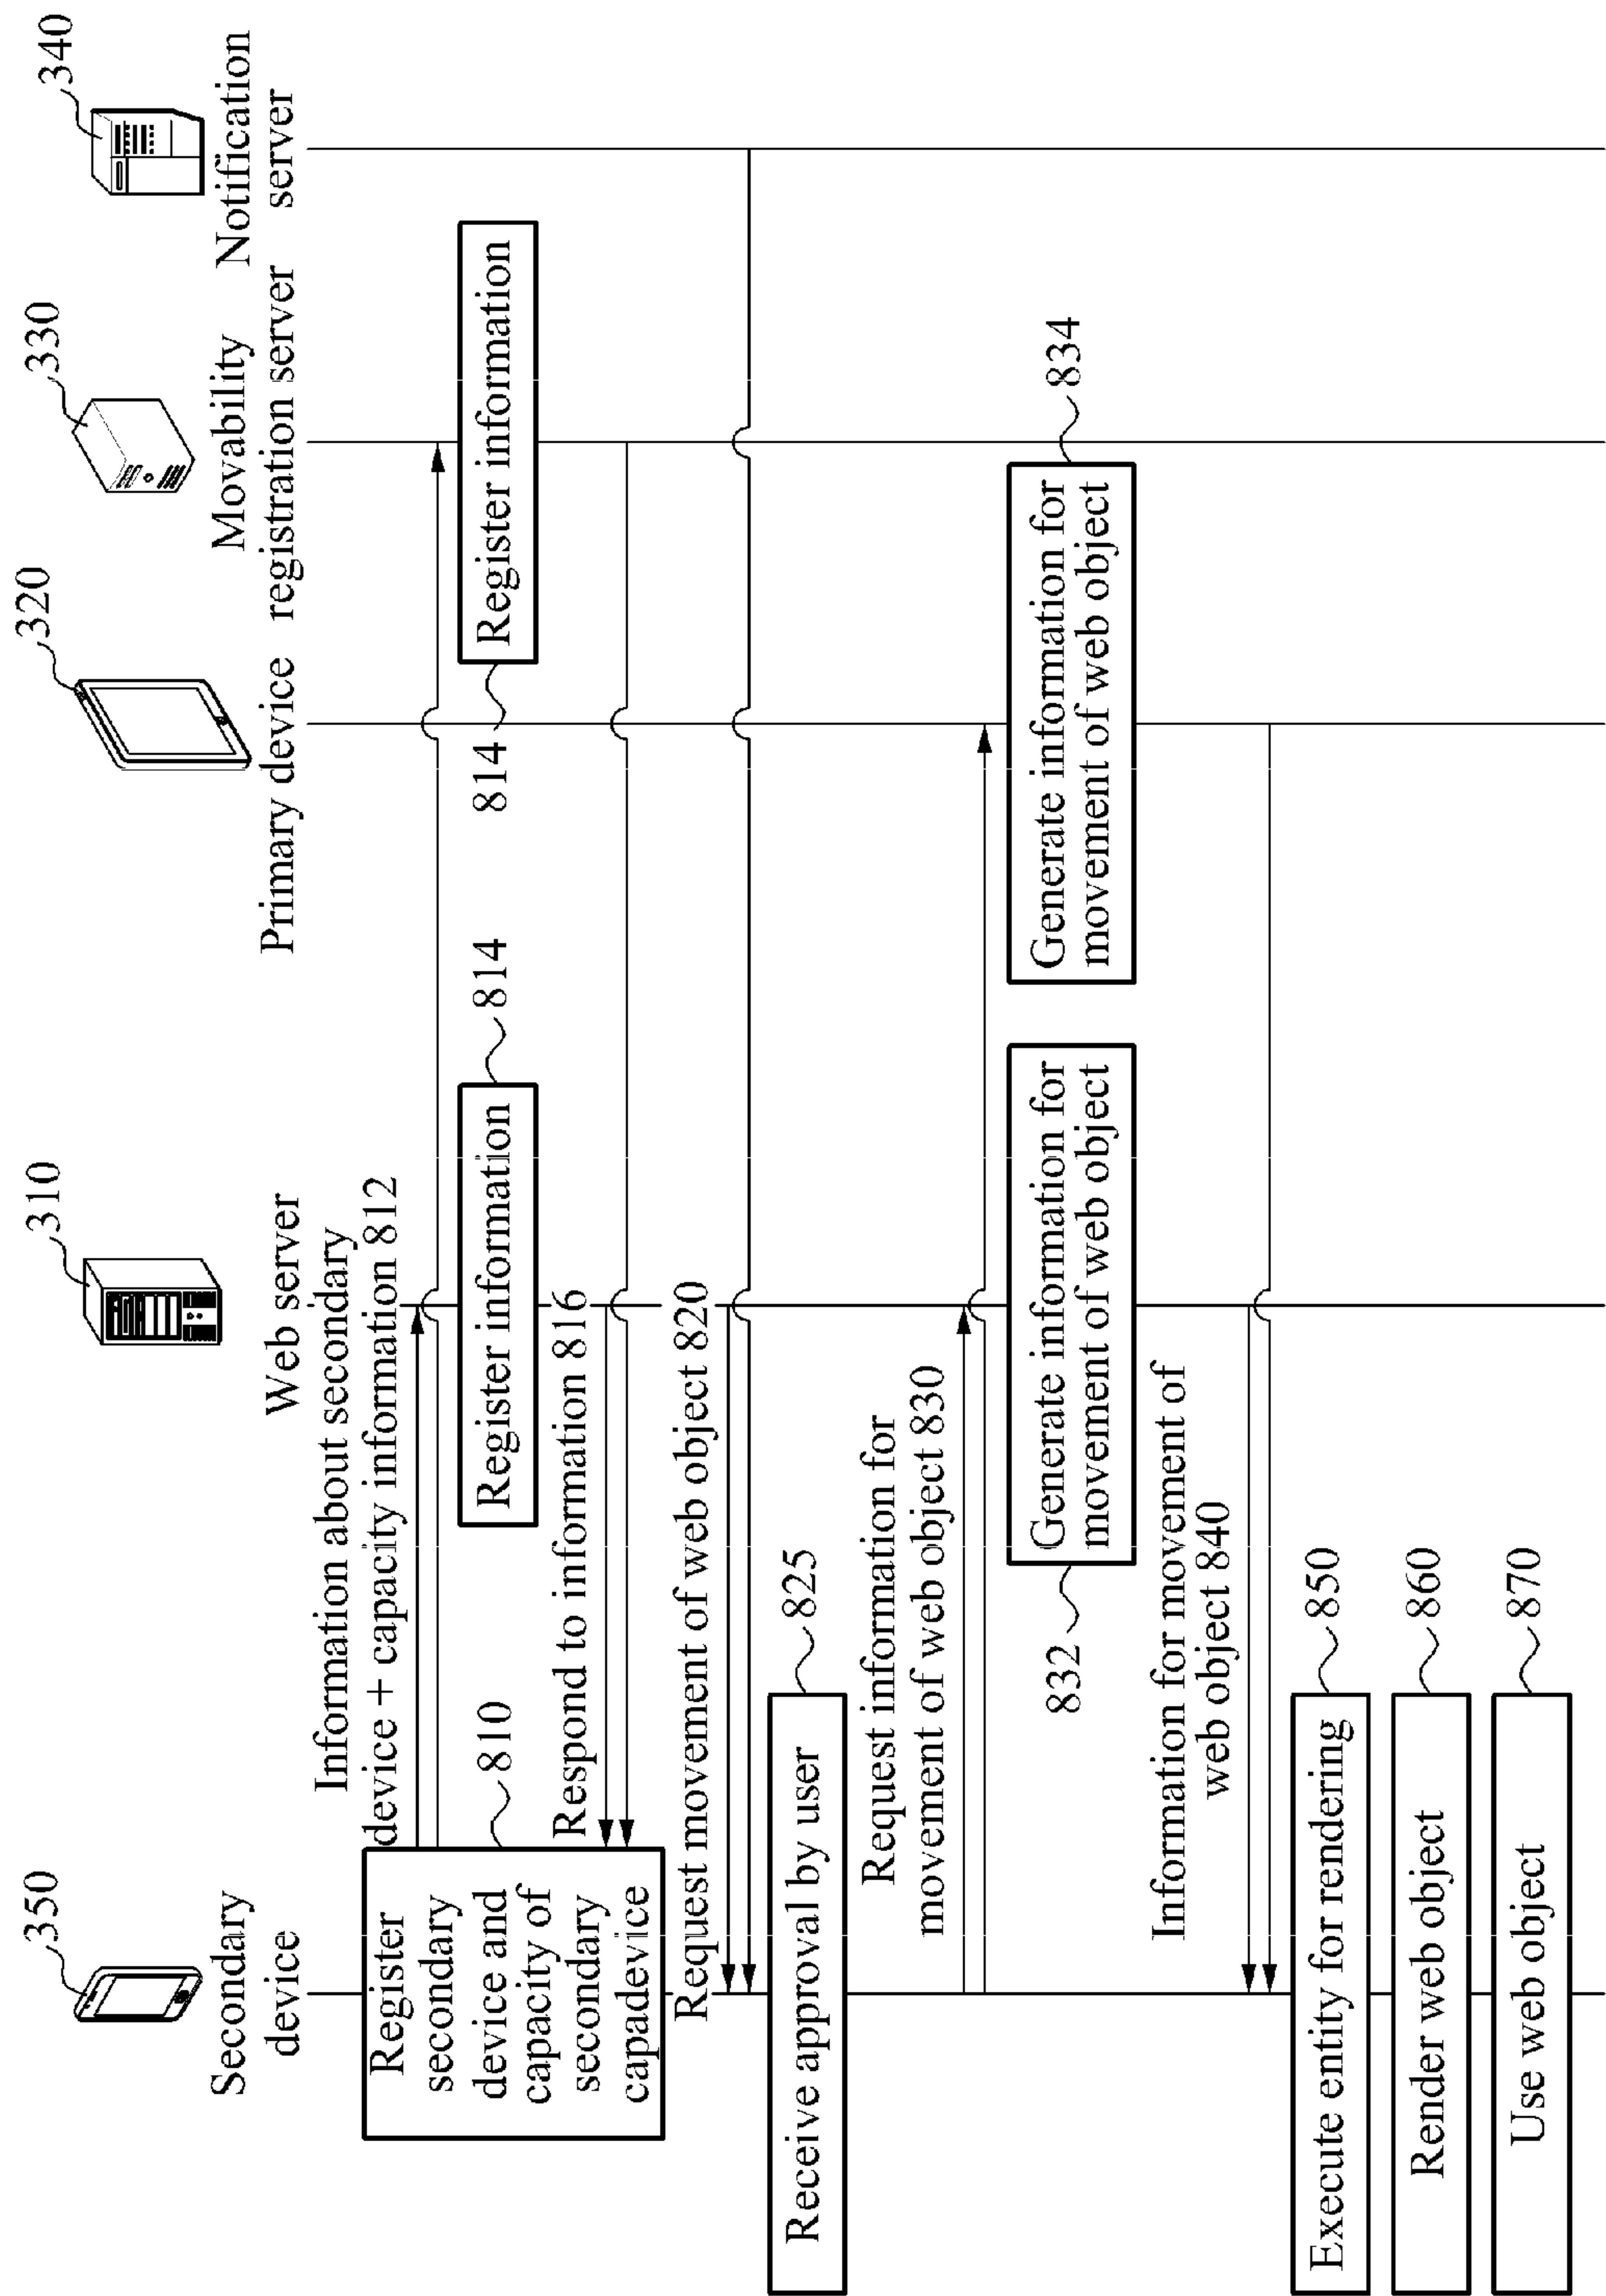 350
Secondary
device
310
Web server
320
Primary device
330
Movability
registration server
340
Notification
server
Information about secondary
device + capacity information 812
Register
secondary
device and
capacity of
secondary
capadevice
810
Register information
814
Register information
814
Respond to information 816
Request movement of web object 820
Receive approval by user
825
Request information for
movement of web object 830
832
Generate information for
movement of web object
Generate information for
movement of web object
834
Information for movement of
web object 840
Execute entity for rendering
850
Render web object
860
Use web object
870